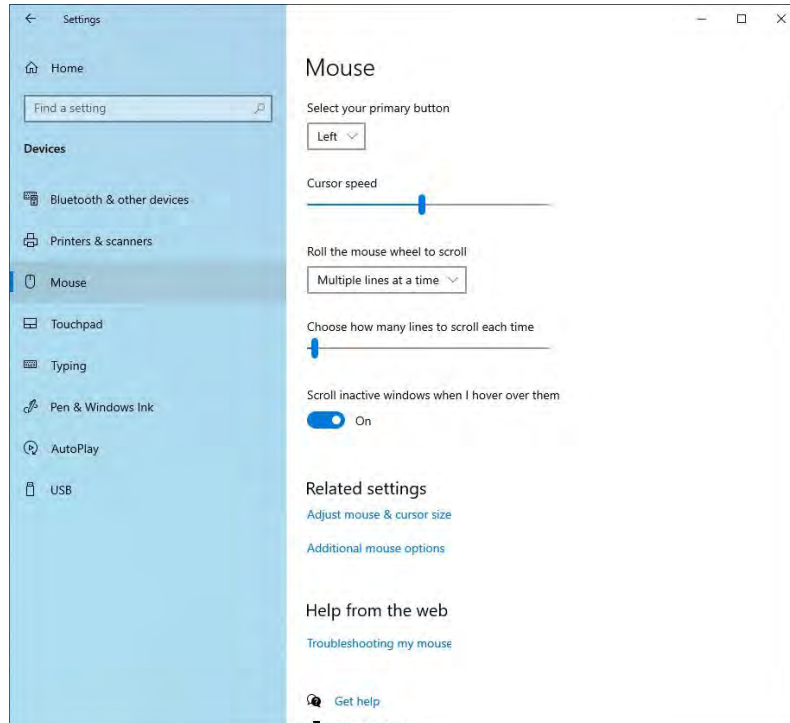 Settings
Home
Find a setting
Devices
Bluetooth & other devices
Printers & scanners
Mouse
Touchpad
Typing
Pen & Windows Ink
AutoPlay
USB
Mouse
Select your primary button
Left
Cursor speed
Roll the mouse wheel to scroll
Multiple lines at a time
Choose how many lines to scroll each time
Scroll inactive windows when I hover over them
On
Related settings
Adjust mouse & cursor size
Additional mouse options
Help from the web
Troubleshooting my mouse
Get help